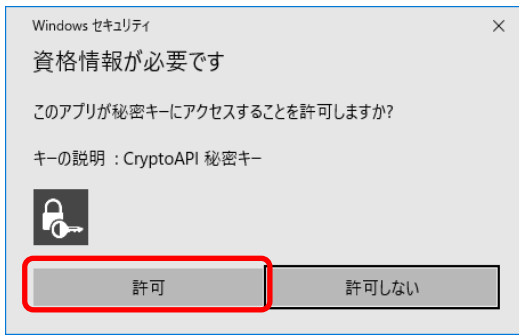 Windows セキュリティ
資格情報が必要です
このアプリが秘密キーにアクセスすることを許可しますか?
キーの説明 : CryptoAPI 秘密キー
許可
許可しない